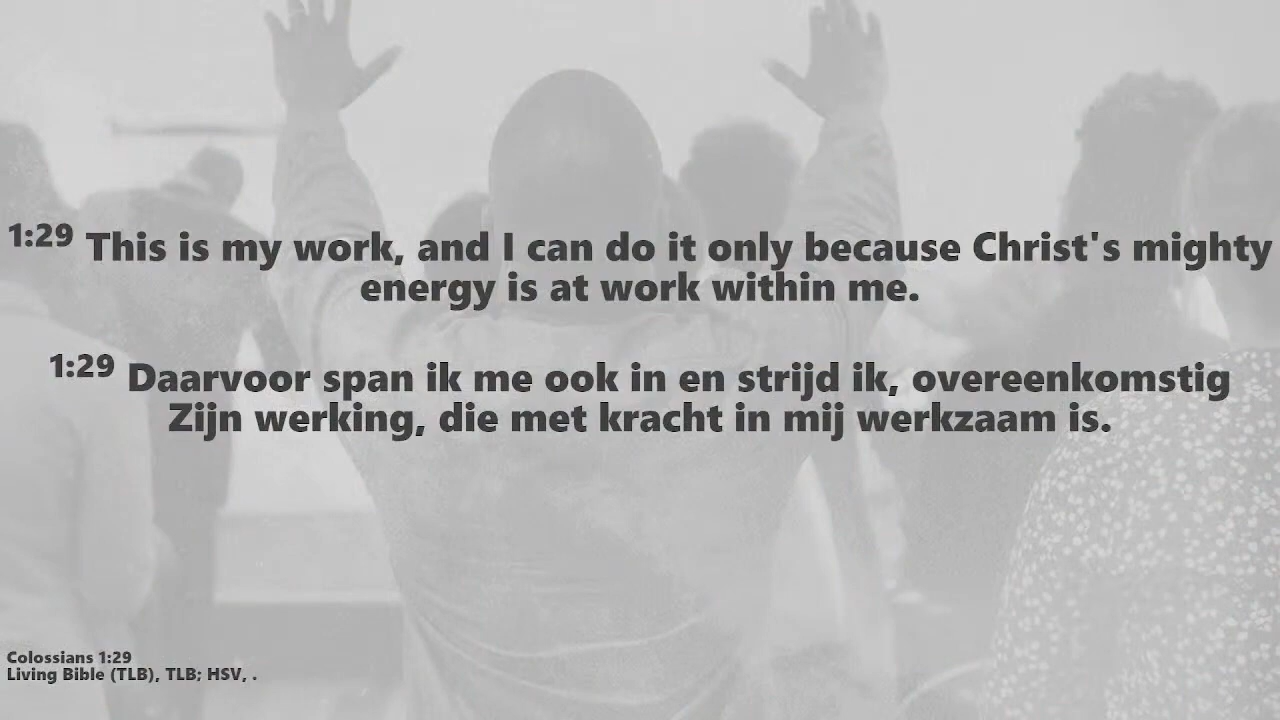 1:29 This is my work, and I can do it only because Christ's mighty
energy is at work within me.
1:29 Daarvoor span ik me ook in en strijd ik, overeenkomstig
Zijn werking, die met kracht in mij werkzaam is.
Colossians 1:29
Living Bible (TLB), TLB; HSV, .